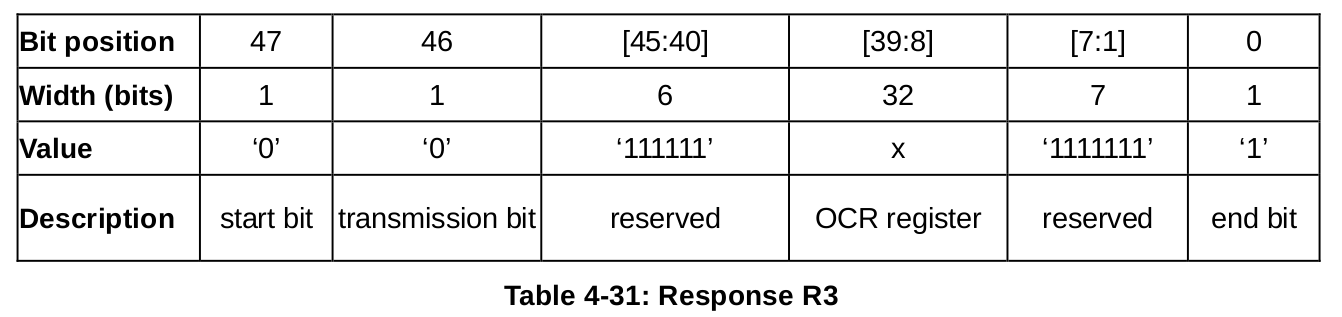 Bit position 47 46 [45:40] [39:8] [7:1] 0
Width (bits) 1 1 6 32 7 1
Value ‘0’ ‘0’ ‘111111’ x ‘1111111’ ‘1’
Description start bit transmission bit reserved OCR register reserved end bit
Table 4-31: Response R3